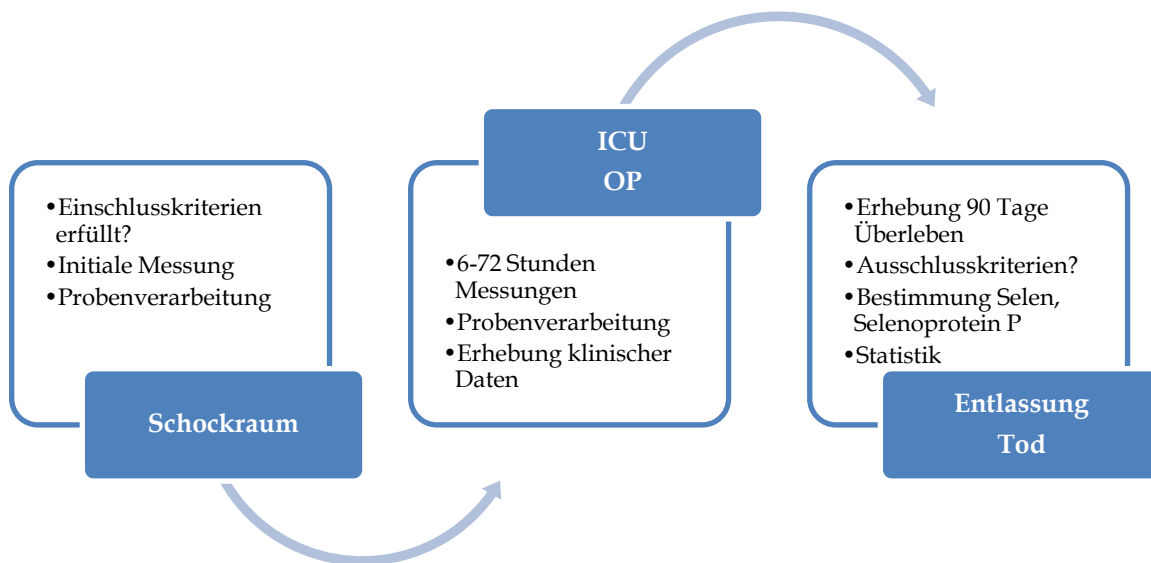 •Einschlusskriterien
erfüllt?
•Initiale Messung
•Probenverarbeitung
Schockraum
ICU
OP
•6-72 Stunden
Messungen
•Probenverarbeitung
•Erhebung klinischer
Daten
•Erhebung 90 Tage
Überleben
•Ausschlusskriterien?
•Bestimmung Selen,
Selenoprotein P
•Statistik
Entlassung
Tod